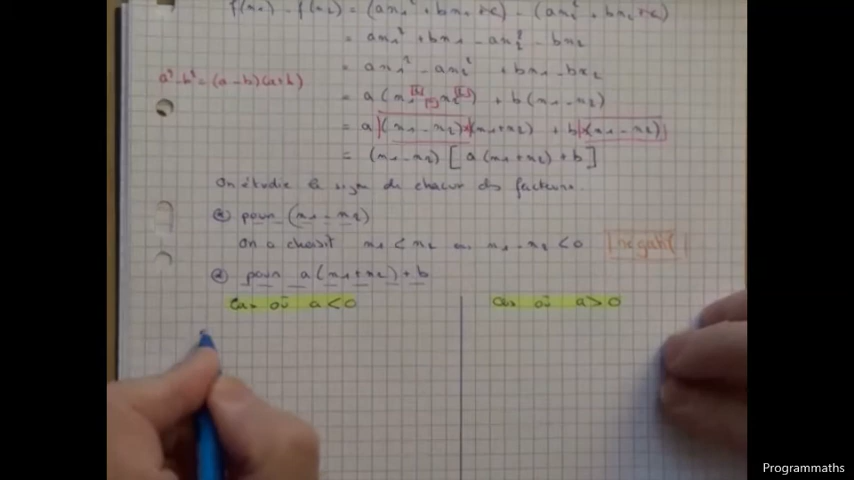 f(x₁) - f(x₂) = (ax₁² + bx₁ + c) - (ax₂² + bx₂ + c)
= ax₁² + bx₁ - ax₂² - bx₂
= ax₁² - ax₂² + bx₁ - bx₂
a² - b² = (a - b)(a + b)
= a(x₁² - x₂²) + b(x₁ - x₂)
= a (x₁ - x₂)×(x₁ + x₂) + b×(x₁ - x₂)
= (x₁ - x₂) [a (x₁ + x₂) + b]
On étudie le signe de chacun des facteurs.
pour (x₁ - x₂)
On a choisit x₁ < x₂ x₁ - x₂ < 0 négatif
pour a(x₁ + x₂) + b
Cas où a < 0
Cas où a > 0
Programmaths